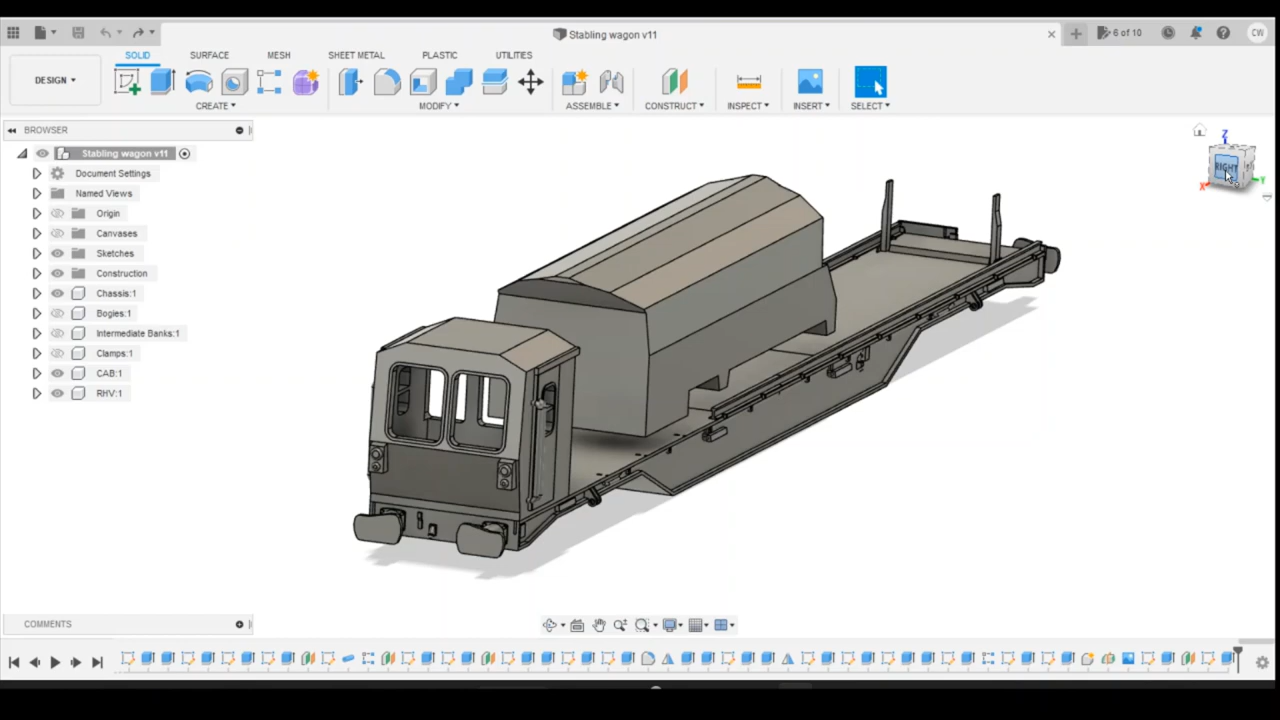 Stabling wagon v11
6 of 10
CW
DESIGN
SOLID
SURFACE
MESH
SHEET METAL
PLASTIC
UTILITIES
CREATE
MODIFY
ASSEMBLE
CONSTRUCT
INSPECT
INSERT
SELECT
BROWSER
Stabling wagon v11
Document Settings
Named Views
Origin
Canvases
Sketches
Construction
Chassis:1
Bogies:1
Intermediate Banks:1
Clamps:1
CAB:1
RHV:1
Z
RIGHT
X
Y
COMMENTS